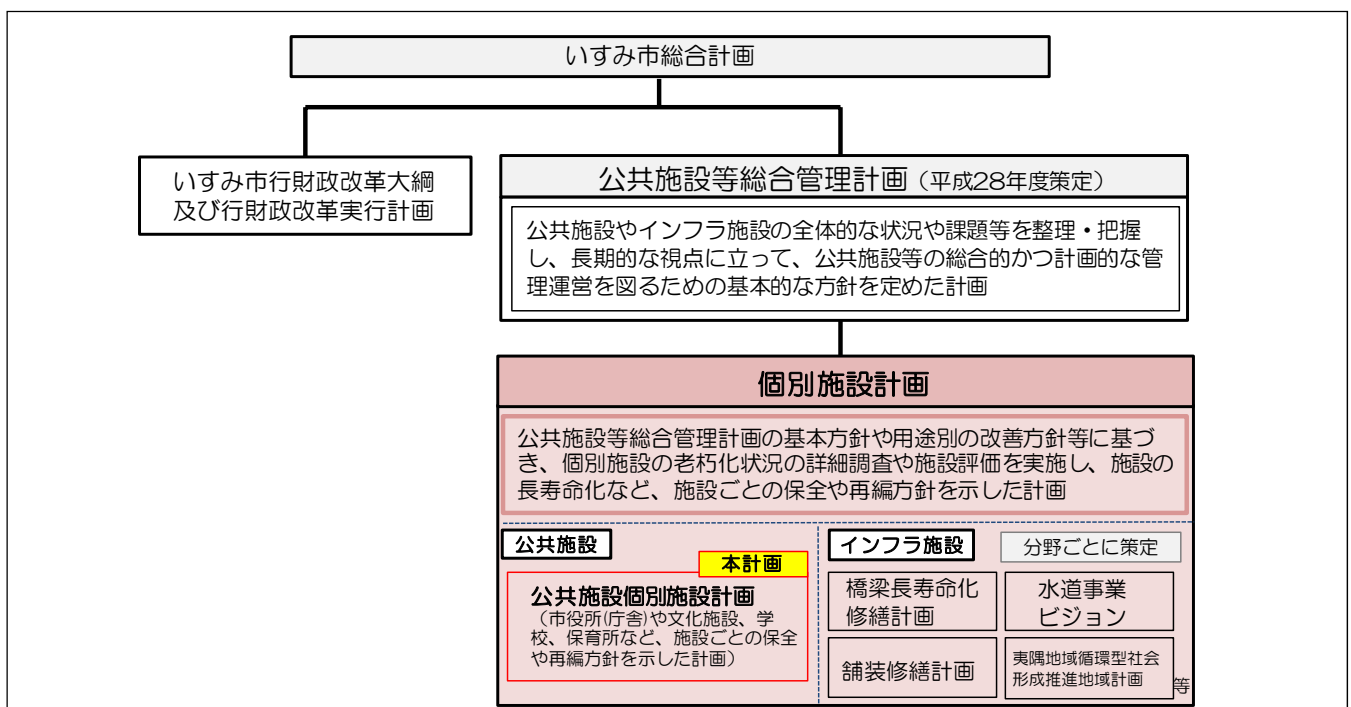 いすみ市総合計画
いすみ市行財政改革大綱
及び行財政改革実行計画
公共施設等総合管理計画（平成28年度策定）
公共施設やインフラ施設の全体的な状況や課題等を整理・把握
し、長期的な視点に立って、公共施設等の総合的かつ計画的な管
理運営を図るための基本的な方針を定めた計画
個別施設計画
公共施設等総合管理計画の基本方針や用途別の改善方針等に基づ
き、個別施設の老朽化状況の詳細調査や施設評価を実施し、施設の
長寿命化など、施設ごとの保全や再編方針を示した計画
公共施設
本計画
公共施設個別施設計画
（市役所(庁舎)や文化施設、学
校、保育所など、施設ごとの保全
や再編方針を示した計画）
インフラ施設
分野ごとに策定
橋梁長寿命化
修繕計画
水道事業
ビジョン
舗装修繕計画
夷隅地域循環型社会
形成推進地域計画
等